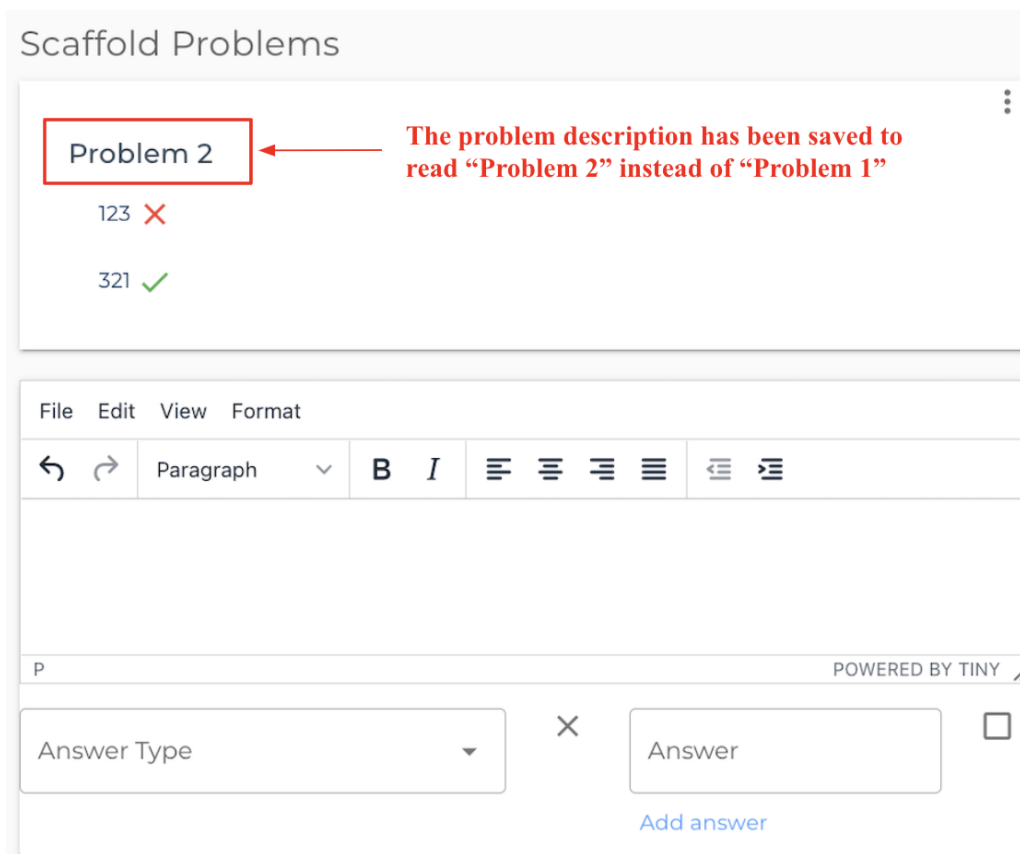 Scaffold Problems
Problem 2
The problem description has been saved to
read “Problem 2” instead of “Problem 1”
123
321
File Edit View Format
Paragraph B I
P POWERED BY TINY
Answer Type Answer
Add answer